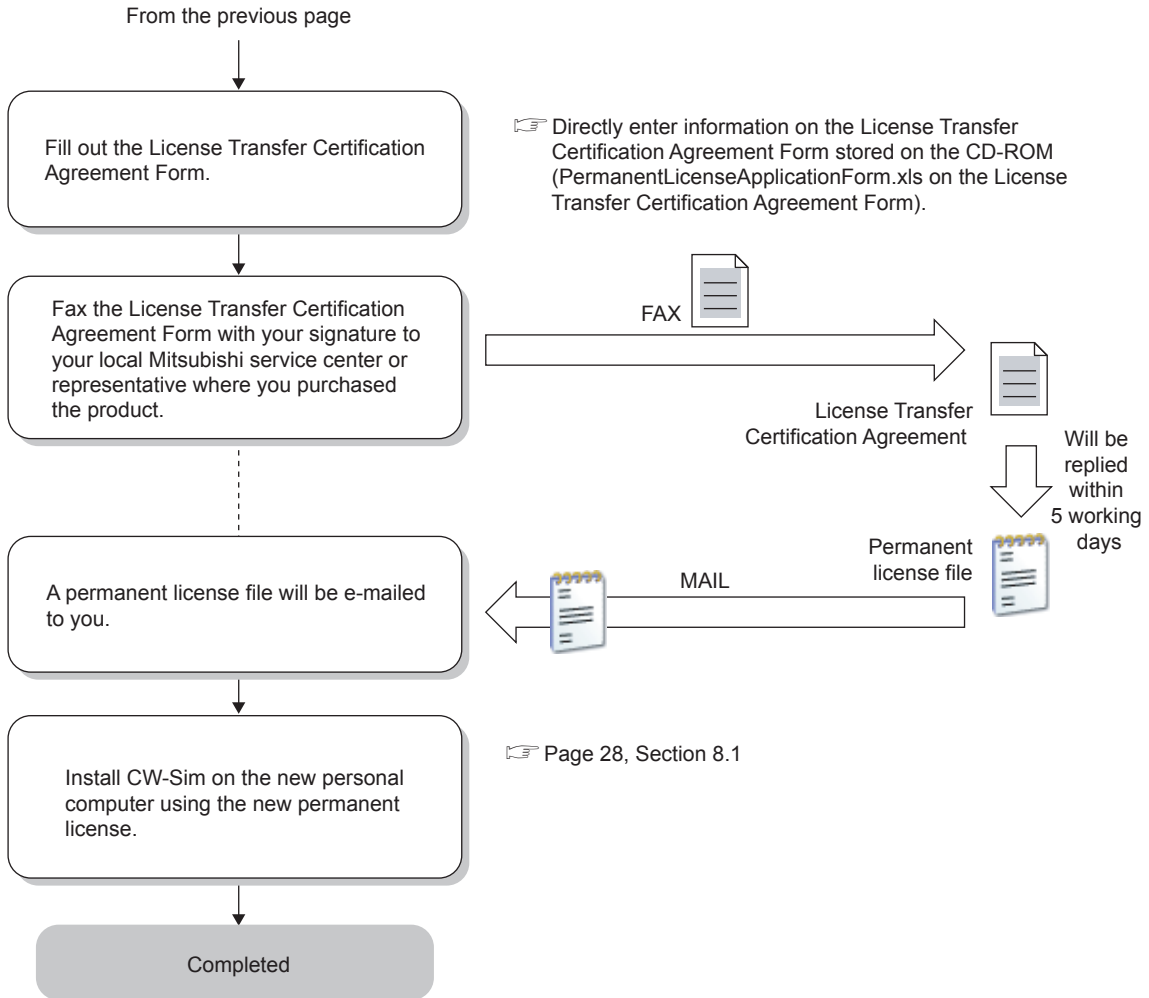 From the previous page
Fill out the License Transfer Certification
Agreement Form.
Directly enter information on the License Transfer
Certification Agreement Form stored on the CD-ROM
(PermanentLicenseApplicationForm.xls on the License
Transfer Certification Agreement Form).
Fax the License Transfer Certification
Agreement Form with your signature to
your local Mitsubishi service center or
representative where you purchased
the product.
FAX
License Transfer
Certification Agreement
Will be
replied
within
5 working
days
Permanent
license file
MAIL
A permanent license file will be e-mailed
to you.
Install CW-Sim on the new personal
computer using the new permanent
license.
Page 28, Section 8.1
Completed